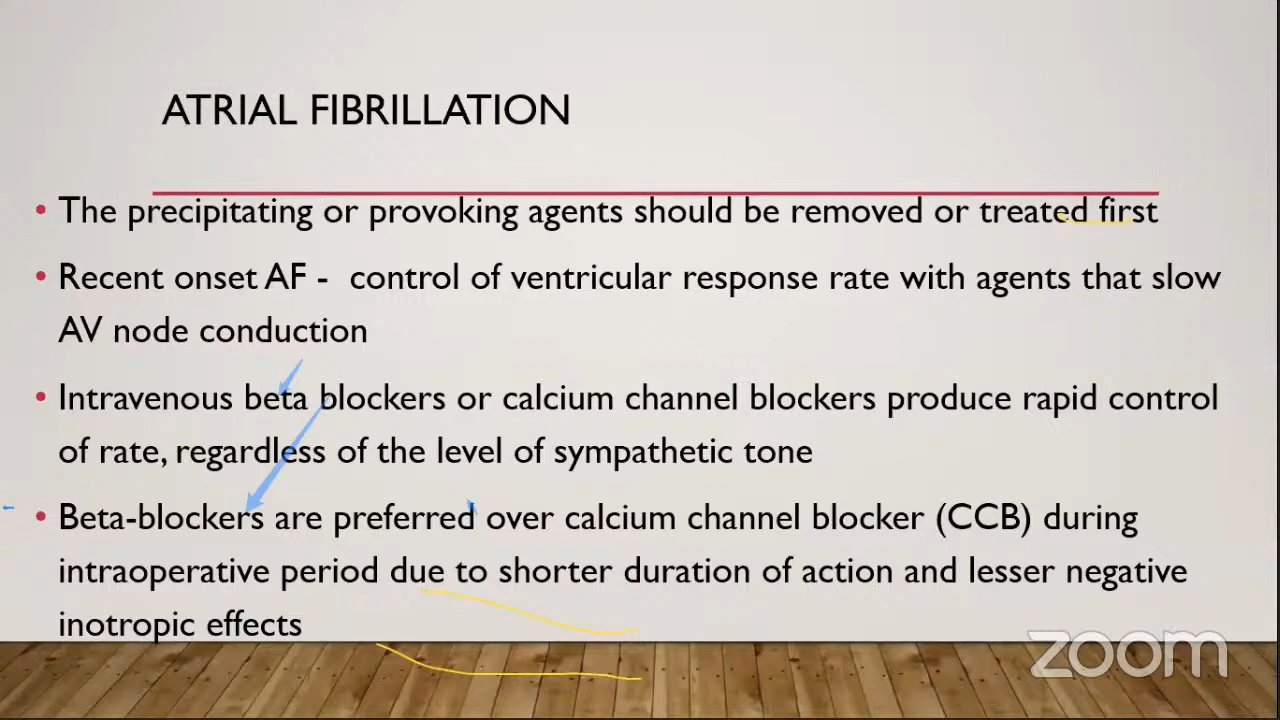 ATRIAL FIBRILLATION
• The precipitating or provoking agents should be removed or treated first
• Recent onset AF - control of ventricular response rate with agents that slow
AV node conduction
• Intravenous beta blockers or calcium channel blockers produce rapid control
of rate, regardless of the level of sympathetic tone
• Beta-blockers are preferred over calcium channel blocker (CCB) during
intraoperative period due to shorter duration of action and lesser negative
inotropic effects
zoom